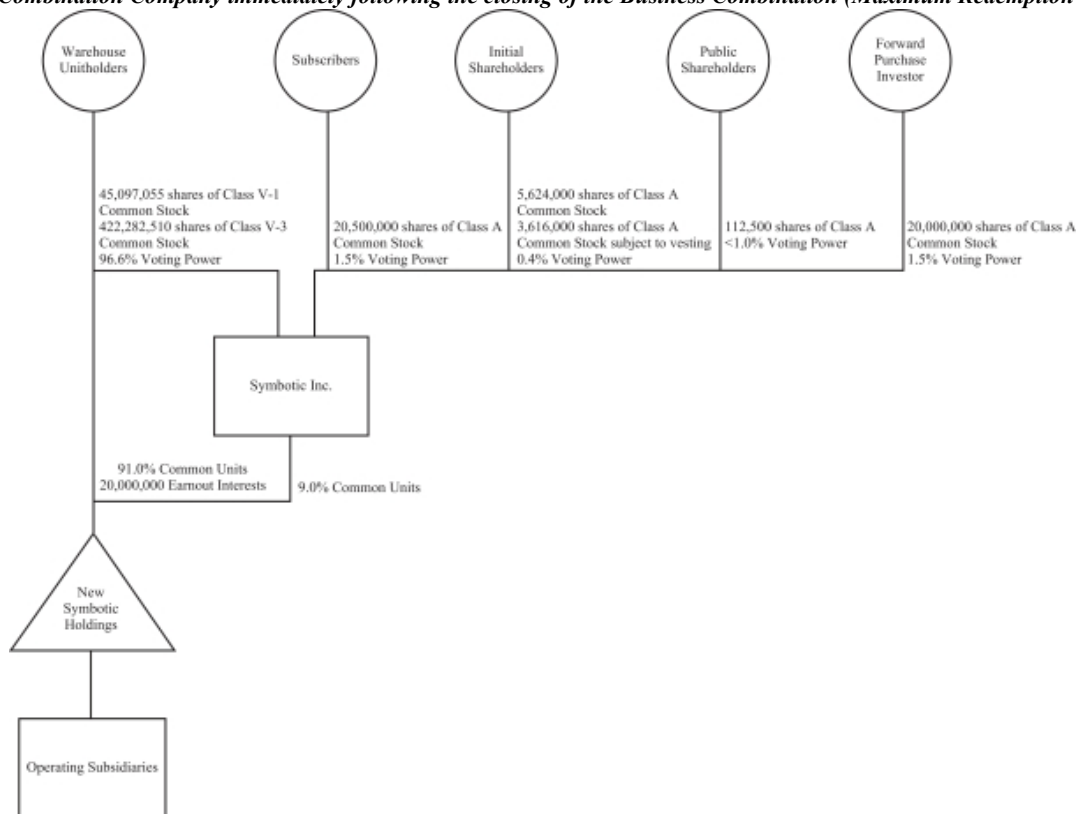 Combination Company immediately following the closing of the Business Combination (Maximum Redemption
Warehouse
Unitholders
Subscribers
Initial
Shareholders
Public
Shareholders
Forward
Purchase
Investor
45,097,055 shares of Class V-1
Common Stock
422,282,510 shares of Class V-3
Common Stock
96.6% Voting Power
20,500,000 shares of Class A
Common Stock
1.5% Voting Power
5,624,000 shares of Class A
Common Stock
3,616,000 shares of Class A
Common Stock subject to vesting
0.4% Voting Power
112,500 shares of Class A
<1.0% Voting Power
20,000,000 shares of Class A
Common Stock
1.5% Voting Power
Symbotic Inc.
91.0% Common Units
20,000,000 Earnout Interests
9.0% Common Units
New
Symbotic
Holdings
Operating Subsidiaries